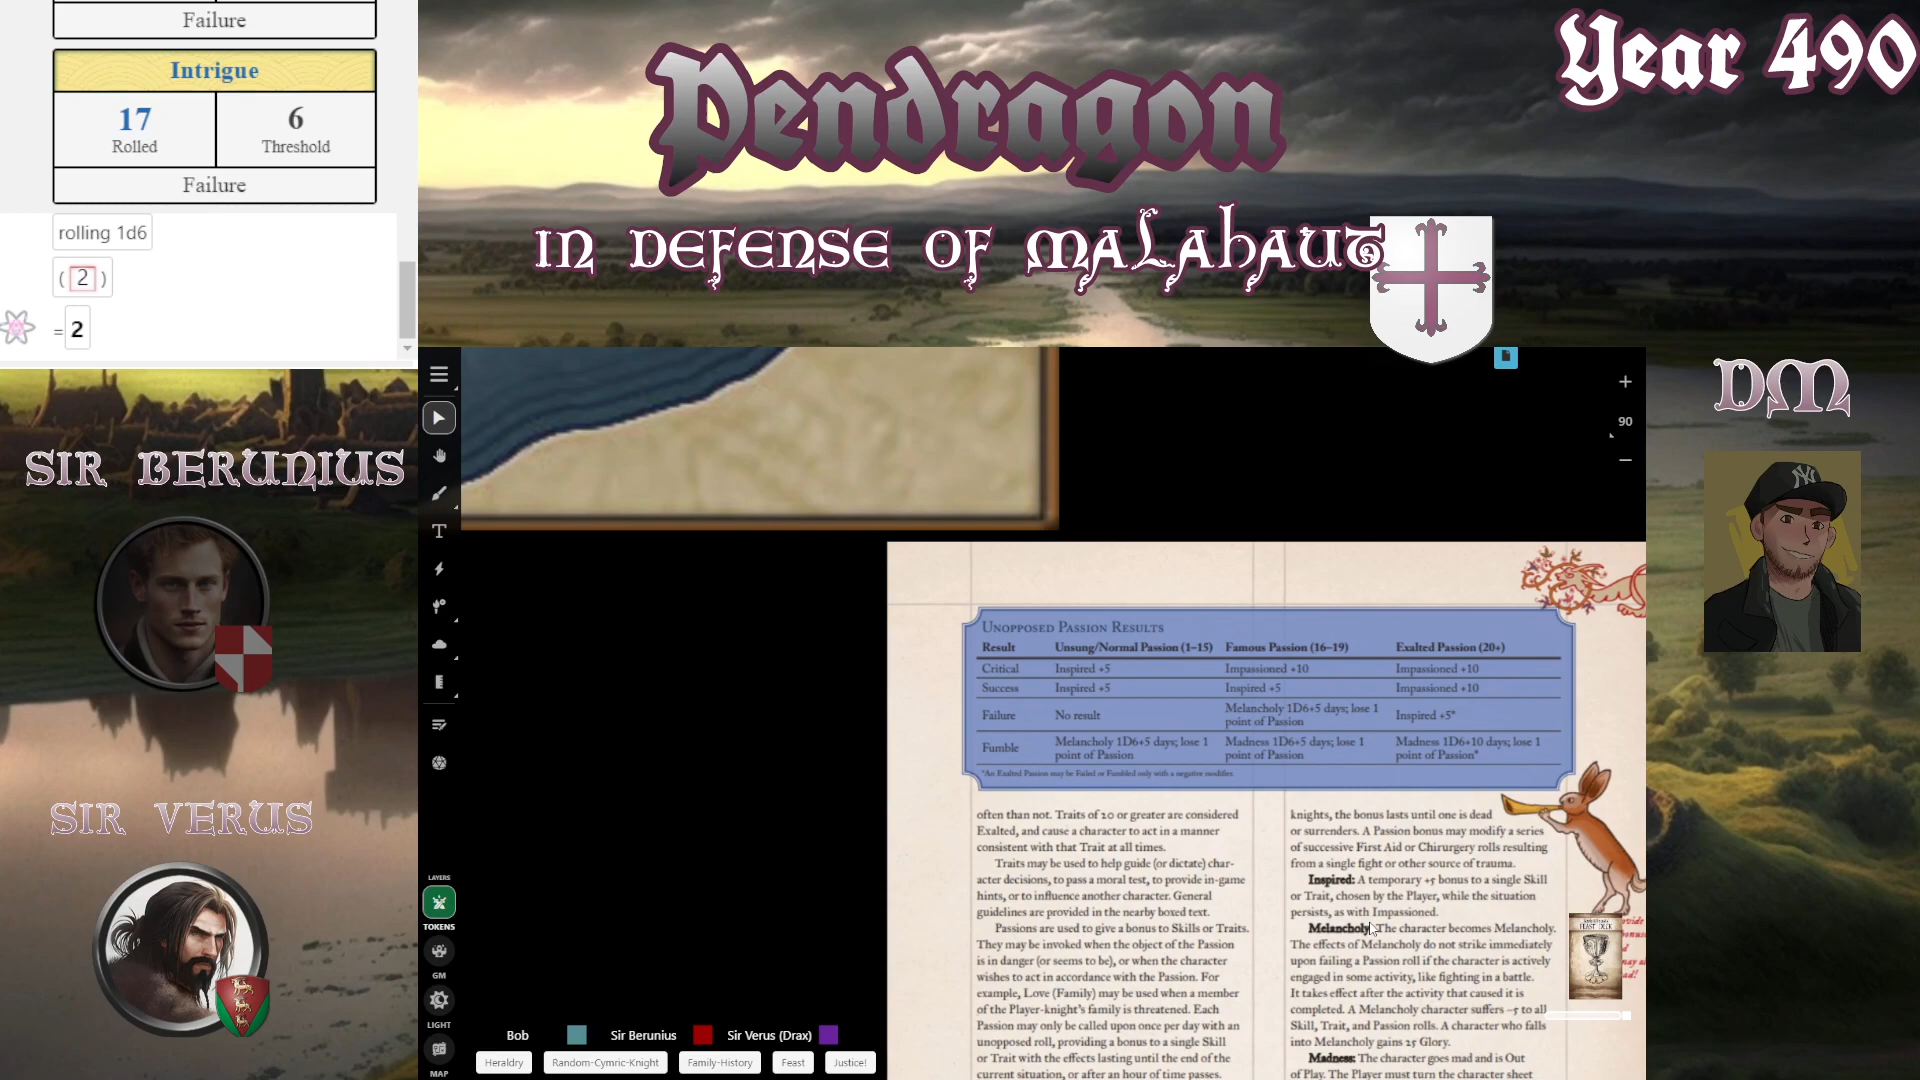 Failure
Intrigue
17
Rolled
6
Threshold
Failure
rolling 1d6
( 2 )
= 2
Pendragon
Year 490
IN DEFENSE OF MALAHAUT
SIR BERUNIUS
SIR VERUS
DM
90
T
LAYERS
TOKENS
GM
LIGHT
MAP
Bob
Sir Berunius
Sir Verus (Drax)
Heraldry
Random-Cymric-Knight
Family-History
Feast
Justice!
UNOPPOSED PASSION RESULTS
Result Unsung/Normal Passion (1–15) Famous Passion (16–19) Exalted Passion (20+)
Critical Inspired +5 Impassioned +10 Impassioned +10
Success Inspired +5 Inspired +5 Impassioned +10
Failure No result Melancholy 1D6+5 days; lose 1 point of Passion Inspired +5*
Fumble Melancholy 1D6+5 days; lose 1 point of Passion Madness 1D6+5 days; lose 1 point of Passion Madness 1D6+10 days; lose 1 point of Passion*
*An Exalted Passion may be Failed or Fumbled only with a negative modifier.
often than not. Traits of 20 or greater are considered
Exalted, and cause a character to act in a manner
consistent with that Trait at all times.
Traits may be used to help guide (or dictate) char-
acter decisions, to pass a moral test, to provide in-game
hints, or to influence another character. General
guidelines are provided in the nearby boxed text.
Passions are used to give a bonus to Skills or Traits.
They may be invoked when the object of the Passion
is in danger (or seems to be), or when the character
wishes to act in accordance with the Passion. For
example, Love (Family) may be used when a member
of the Player-knight's family is threatened. Each
Passion may only be called upon once per day with an
unopposed roll, providing a bonus to a single Skill
or Trait with the effects lasting until the end of the
current situation, or after an hour of time passes.
knights, the bonus lasts until one is dead
or surrenders. A Passion bonus may modify a series
of successive First Aid or Chirurgery rolls resulting
from a single fight or other source of trauma.
Inspired: A temporary +5 bonus to a single Skill
or Trait, chosen by the Player, while the situation
persists, as with Impassioned.
Melancholy: The character becomes Melancholy.
The effects of Melancholy do not strike immediately
upon failing a Passion roll if the character is actively
engaged in some activity, like fighting in a battle.
It takes effect after the activity that caused it is
completed. A Melancholy character suffers –5 to all
Skill, Trait, and Passion rolls. A character who falls
into Melancholy gains 25 Glory.
Madness: The character goes mad and is Out
of Play. The Player must turn the character sheet
FEAST DECK